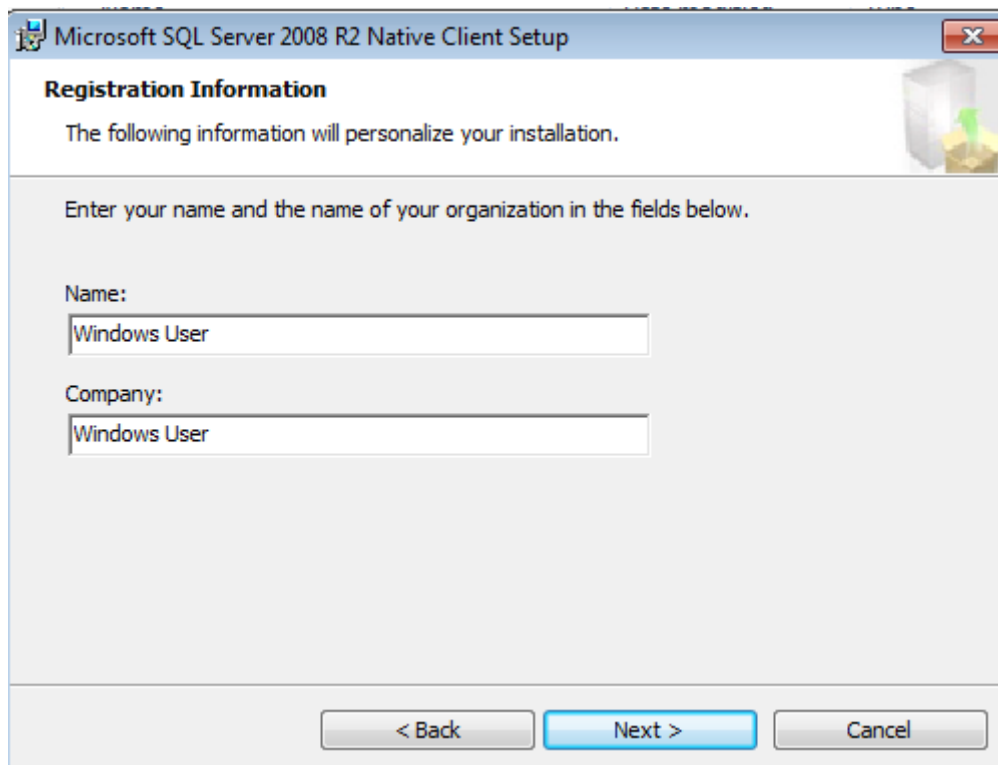 Microsoft SQL Server 2008 R2 Native Client Setup
Registration Information
The following information will personalize your installation.
Enter your name and the name of your organization in the fields below.
Name:
Windows User
Company:
Windows User
< Back
Next >
Cancel